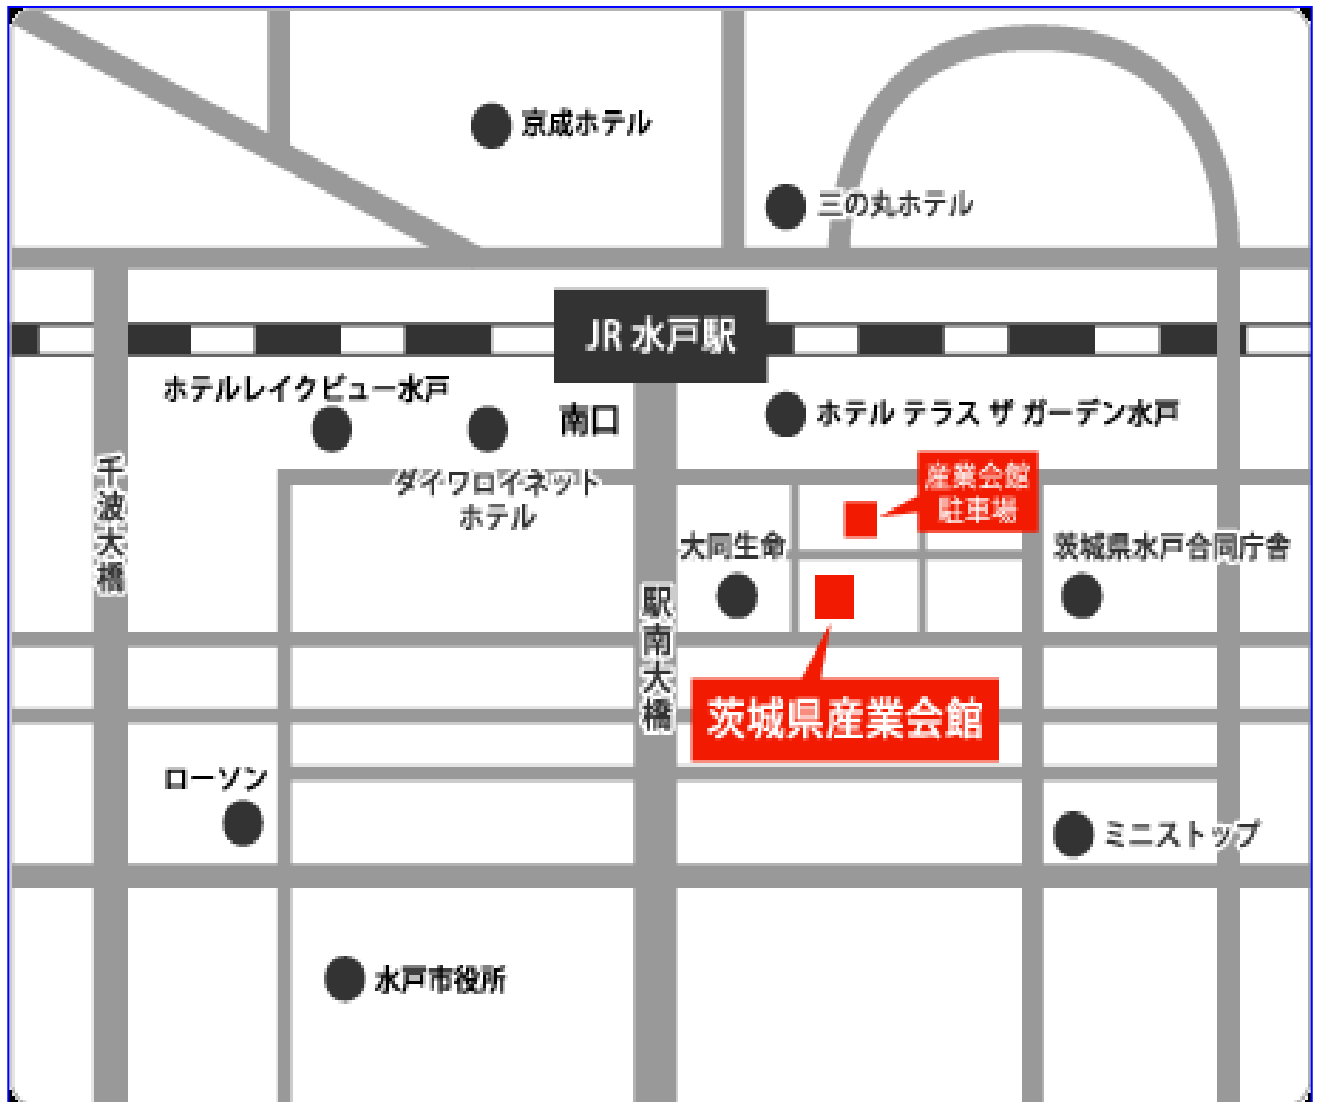 京成ホテル
三の丸ホテル
JR 水戸駅
ホテルレイクビュー水戸
南口
ホテル テラス ザ ガーデン水戸
ダイワロイネット
ホテル
産業会館
駐車場
千波大橋
大同生命
茨城県水戸合同庁舎
駅南大橋
茨城県産業会館
ローソン
ミニストップ
水戸市役所